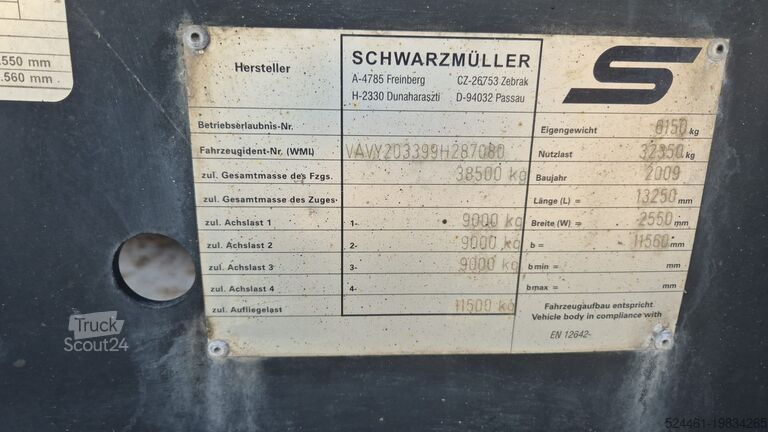 .550 mm
.560 mm
Hersteller
SCHWARZMÜLLER
A-4785 Freinberg CZ-26753 Zebrak
H-2330 Dunaharaszti D-94032 Passau
S
Betriebserlaubnis-Nr.
Fahrzeugident-Nr. (WMI) VAVY203399H287080
zul. Gesamtmasse des Fzgs. 38500 kg
zul. Gesamtmasse des Zuges
zul. Achslast 1 1- 9000 kg
zul. Achslast 2 2- 9000 kg
zul. Achslast 3 3- 9000 kg
zul. Achslast 4 4-
zul. Aufliegelast 11500 kg
Eigengewicht 6150 kg
Nutzlast 32350 kg
Baujahr 2009
Länge (L) = 13250 mm
Breite (W) = 2550 mm
b = 11560 mm
b min = mm
b max = mm
Fahrzeugaufbau entspricht
Vehicle body in compliance with
EN 12642-
Truck
Scout24
524461-19834265